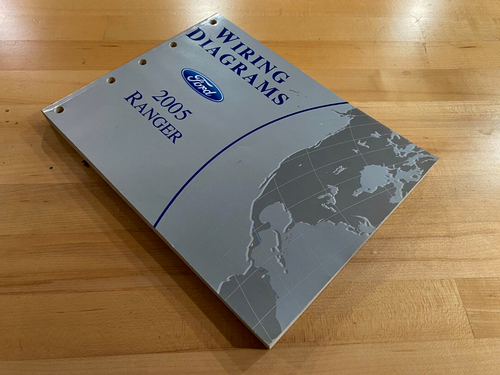 WIRING
DIAGRAMS
Ford
2005
RANGER